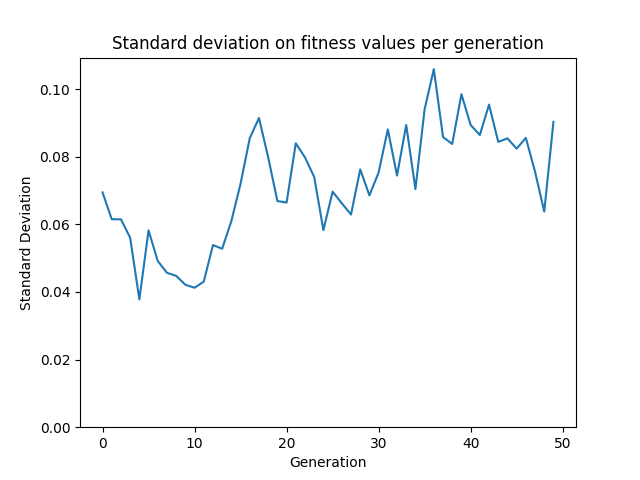 Standard deviation on fitness values per generation
Standard Deviation
0.10
0.08
0.06
0.04
0.02
0.00
0 10 20 30 40 50
Generation